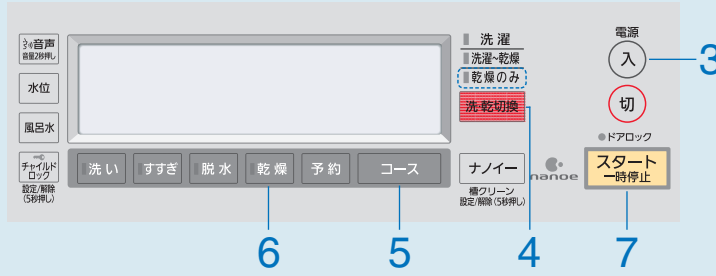 音声
音量2秒押し
水位
風呂水
チャイルド
ロック
設定/解除
(5秒押し)
洗い
すすぎ
脱水
乾燥
予約
コース
洗濯
洗濯~乾燥
乾燥のみ
洗・乾切換
ナノイー
槽クリーン
設定/解除(5秒押し)
nanoe
電源
入
切
ドアロック
スタート
一時停止
3
4
5
6
7